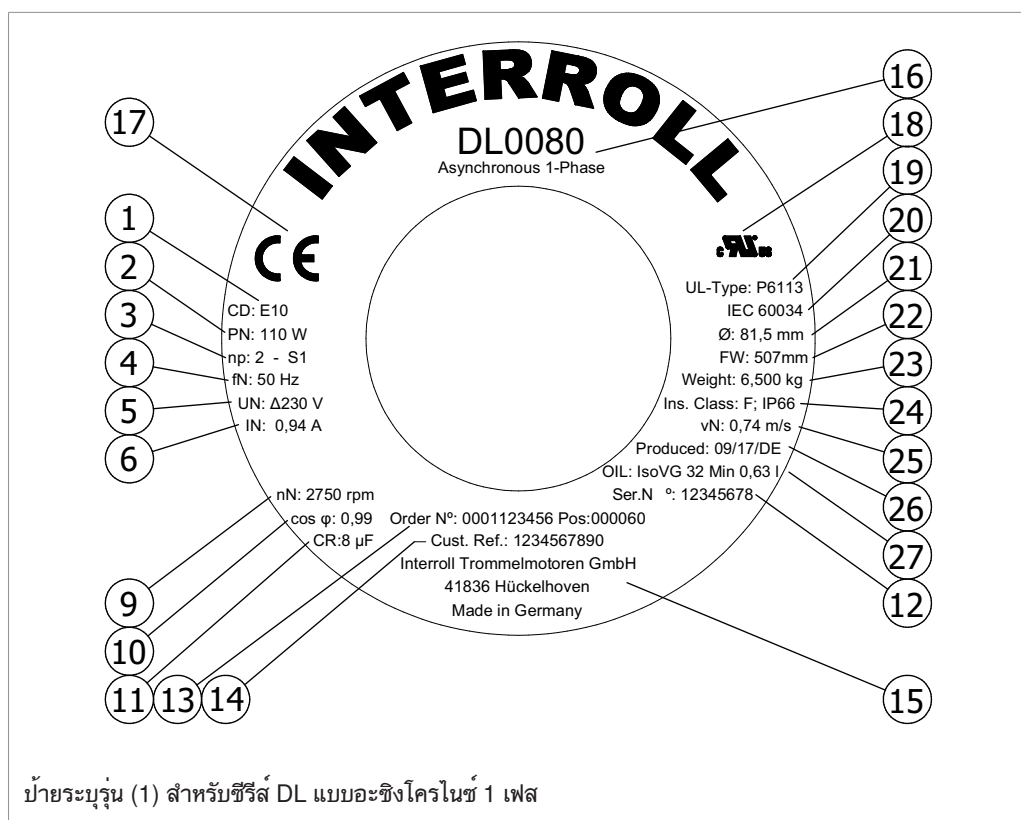 INTERROLL
DL0080
Asynchronous 1-Phase
16
17
18
19
CE
c RU us
1
20
UL-Type: P6113
2
21
CD: E10
IEC 60034
3
22
PN: 110 W
Ø: 81,5 mm
np: 2 - S1
FW: 507mm
4
23
fN: 50 Hz
Weight: 6,500 kg
5
24
UN: Δ230 V
Ins. Class: F; IP66
6
25
IN: 0,94 A
vN: 0,74 m/s
Produced: 09/17/DE
26
OIL: IsoVG 32 Min 0,63 l
27
nN: 2750 rpm
Ser.N º: 12345678
12
cos φ: 0,99
Order Nº: 0001123456 Pos:000060
CR:8 µF
Cust. Ref.: 1234567890
Interroll Trommelmotoren GmbH
41836 Hückelhoven
Made in Germany
9
10
11
13
14
15
ป้ายระบุรุ่น (1) สำหรับซีรีส์ DL แบบอะซิงโครไนซ์ 1 เฟส